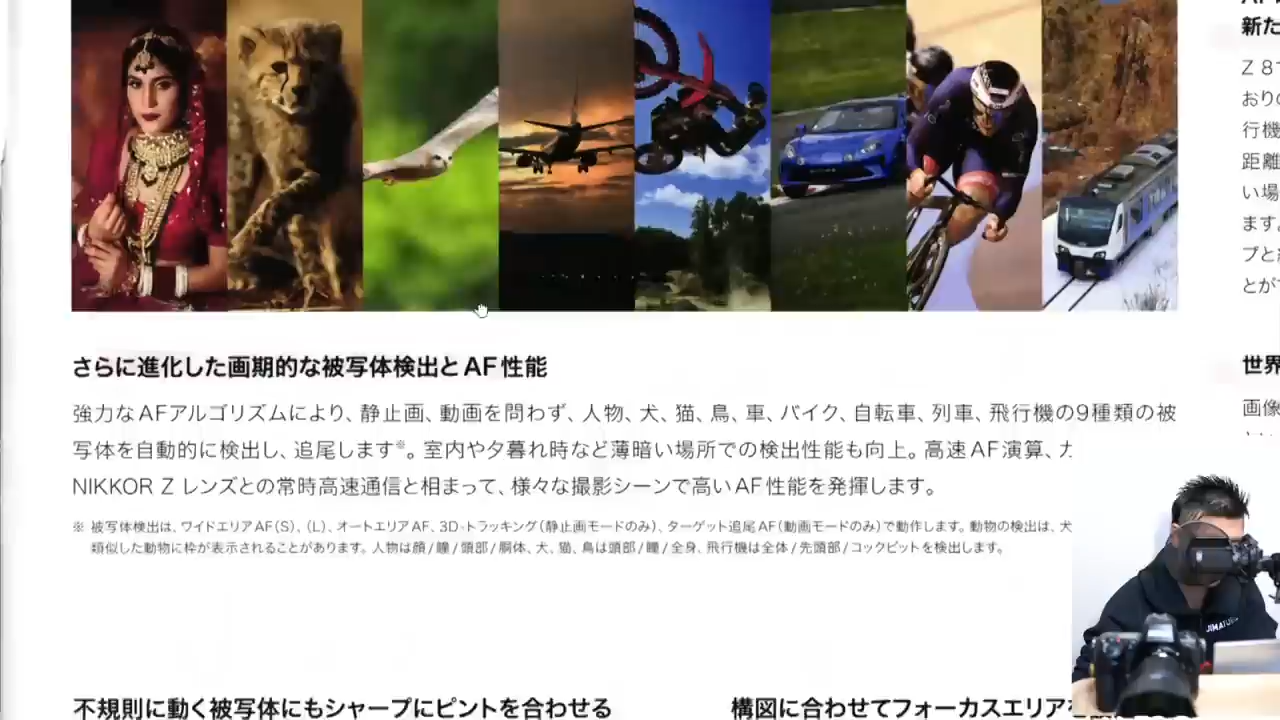 さらに進化した画期的な被写体検出とAF性能
強力なAFアルゴリズムにより、静止画、動画を問わず、人物、犬、猫、鳥、車、バイク、自転車、列車、飛行機の9種類の被
写体を自動的に検出し、追尾します※。室内や夕暮れ時など薄暗い場所での検出性能も向上。高速AF演算、
NIKKOR Z レンズとの常時高速通信と相まって、様々な撮影シーンで高いAF性能を発揮します。
※ 被写体検出は、ワイドエリアAF(S)、(L)、オートエリアAF、3D-トラッキング(静止画モードのみ)、ターゲット追尾AF(動画モードのみ)で動作します。動物の検出は、犬
類似した動物に枠が表示されることがあります。人物は顔/瞳/頭部/胴体、犬、猫、鳥は頭部/瞳/全身、飛行機は全体/先頭部/コックピットを検出します。
不規則に動く被写体にもシャープにピントを合わせる
構図に合わせてフォーカスエリアを
新た
Z 8
おりの
行機
距離
い場
ます。
プと
とが
世界
画像